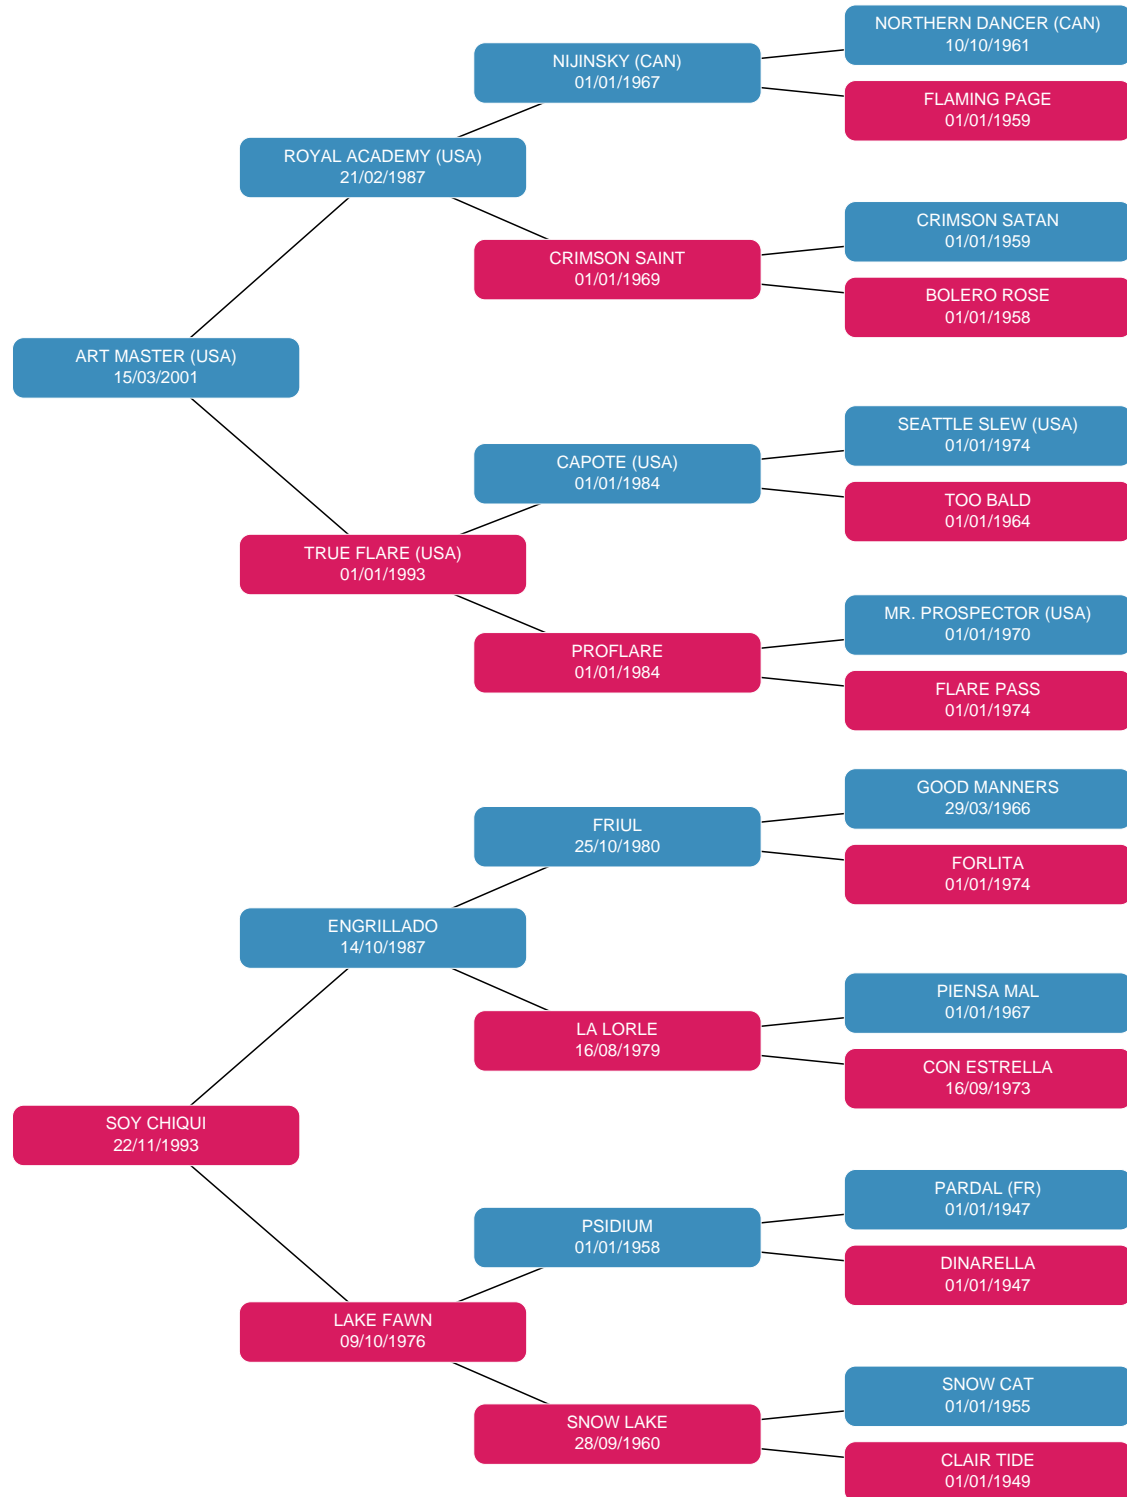 NORTHERN DANCER (CAN)
10/10/1961
NIJINSKY (CAN)
01/01/1967
FLAMING PAGE
01/01/1959
ROYAL ACADEMY (USA)
21/02/1987
CRIMSON SATAN
01/01/1959
CRIMSON SAINT
01/01/1969
BOLERO ROSE
01/01/1958
ART MASTER (USA)
15/03/2001
SEATTLE SLEW (USA)
01/01/1974
CAPOTE (USA)
01/01/1984
TOO BALD
01/01/1964
TRUE FLARE (USA)
01/01/1993
MR. PROSPECTOR (USA)
01/01/1970
PROFLARE
01/01/1984
FLARE PASS
01/01/1974
GOOD MANNERS
29/03/1966
FRIUL
25/10/1980
FORLITA
01/01/1974
ENGRILLADO
14/10/1987
PIENSA MAL
01/01/1967
LA LORLE
16/08/1979
CON ESTRELLA
16/09/1973
SOY CHIQUI
22/11/1993
PARDAL (FR)
01/01/1947
PSIDIUM
01/01/1958
DINARELLA
01/01/1947
LAKE FAWN
09/10/1976
SNOW CAT
01/01/1955
SNOW LAKE
28/09/1960
CLAIR TIDE
01/01/1949